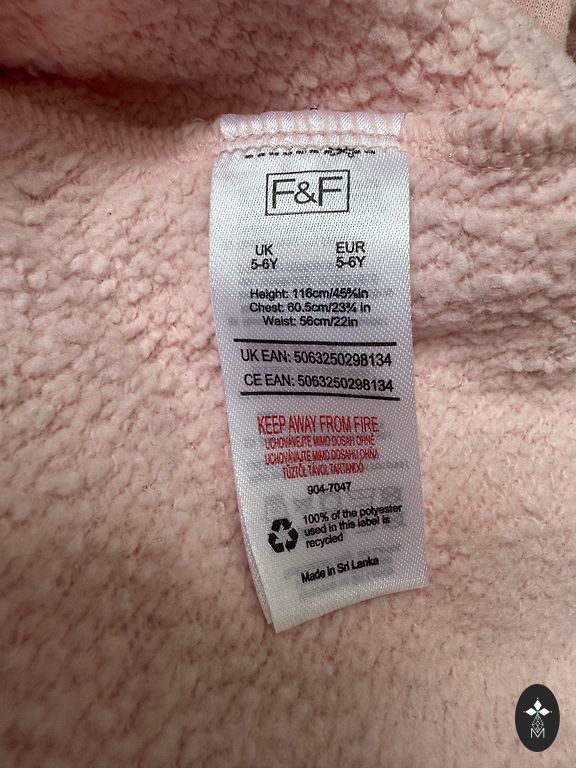 F&F
UK EUR
5-6Y 5-6Y
Height: 116cm/45⅝in
Chest: 60.5cm/23¾ in
Waist: 56cm/22in
UK EAN: 5063250298134
CE EAN: 5063250298134
KEEP AWAY FROM FIRE
UCHOVÁVEJTE MIMO DOSAH OHNĚ
UCHOVÁVAJTE MIMO DOSAHU OHŇA
TŰZTŐL TÁVOL TARTANDÓ
904-7047
100% of the polyester
used in this label is
recycled
Made in Sri Lanka